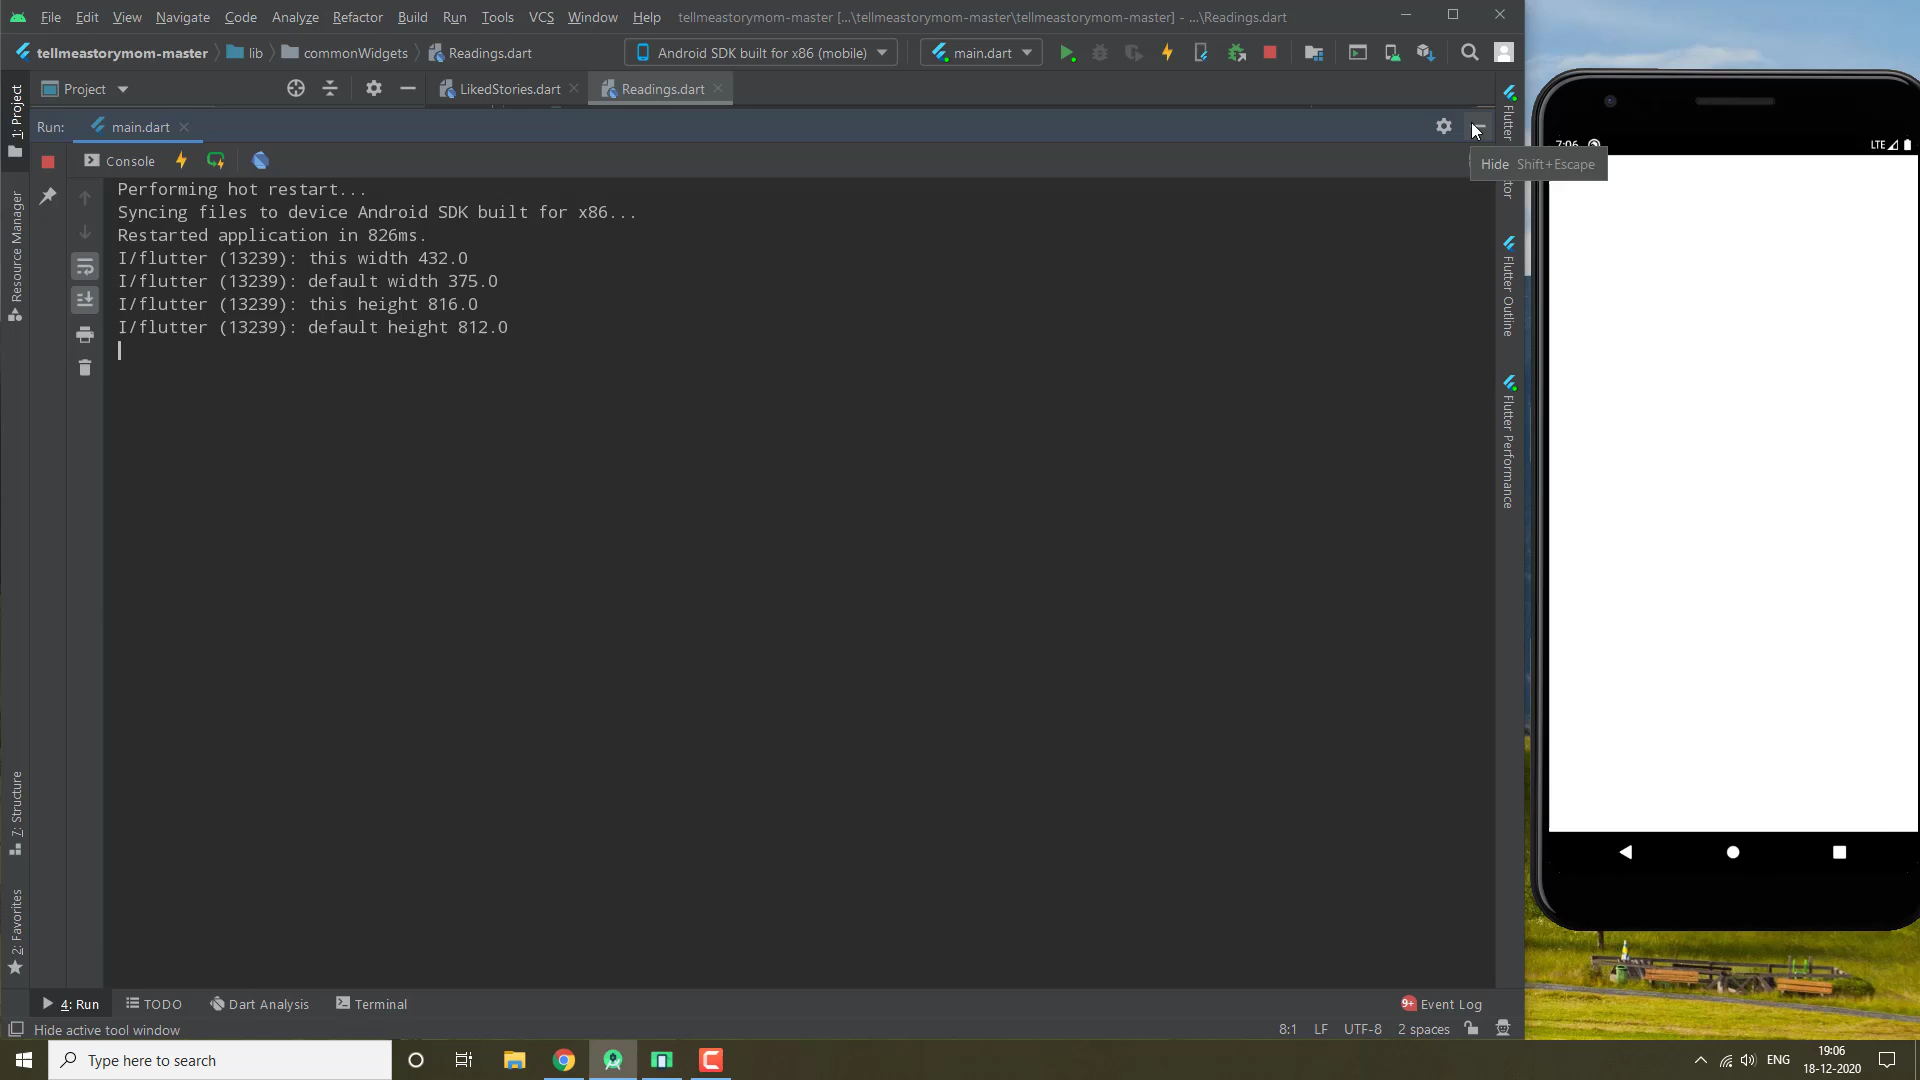 File Edit View Navigate Code Analyze Refactor Build Run Tools VCS Window Help tellmeastorymom-master [...\tellmeastorymom-master\tellmeastorymom-master] - ...\Readings.dart
tellmeastorymom-master lib commonWidgets Readings.dart Android SDK built for x86 (mobile) main.dart
Project LikedStories.dart Readings.dart
Run: main.dart
Console
Performing hot restart...
Syncing files to device Android SDK built for x86...
Restarted application in 826ms.
I/flutter (13239): this width 432.0
I/flutter (13239): default width 375.0
I/flutter (13239): this height 816.0
I/flutter (13239): default height 812.0
1: Project
Resource Manager
7: Structure
2: Favorites
Flutter
Flutter Outline
Flutter Performance
Hide Shift+Escape
7:06
LTE
4: Run TODO Dart Analysis Terminal 9+ Event Log
Hide active tool window 8:1 LF UTF-8 2 spaces
Type here to search ENG 19:06
18-12-2020